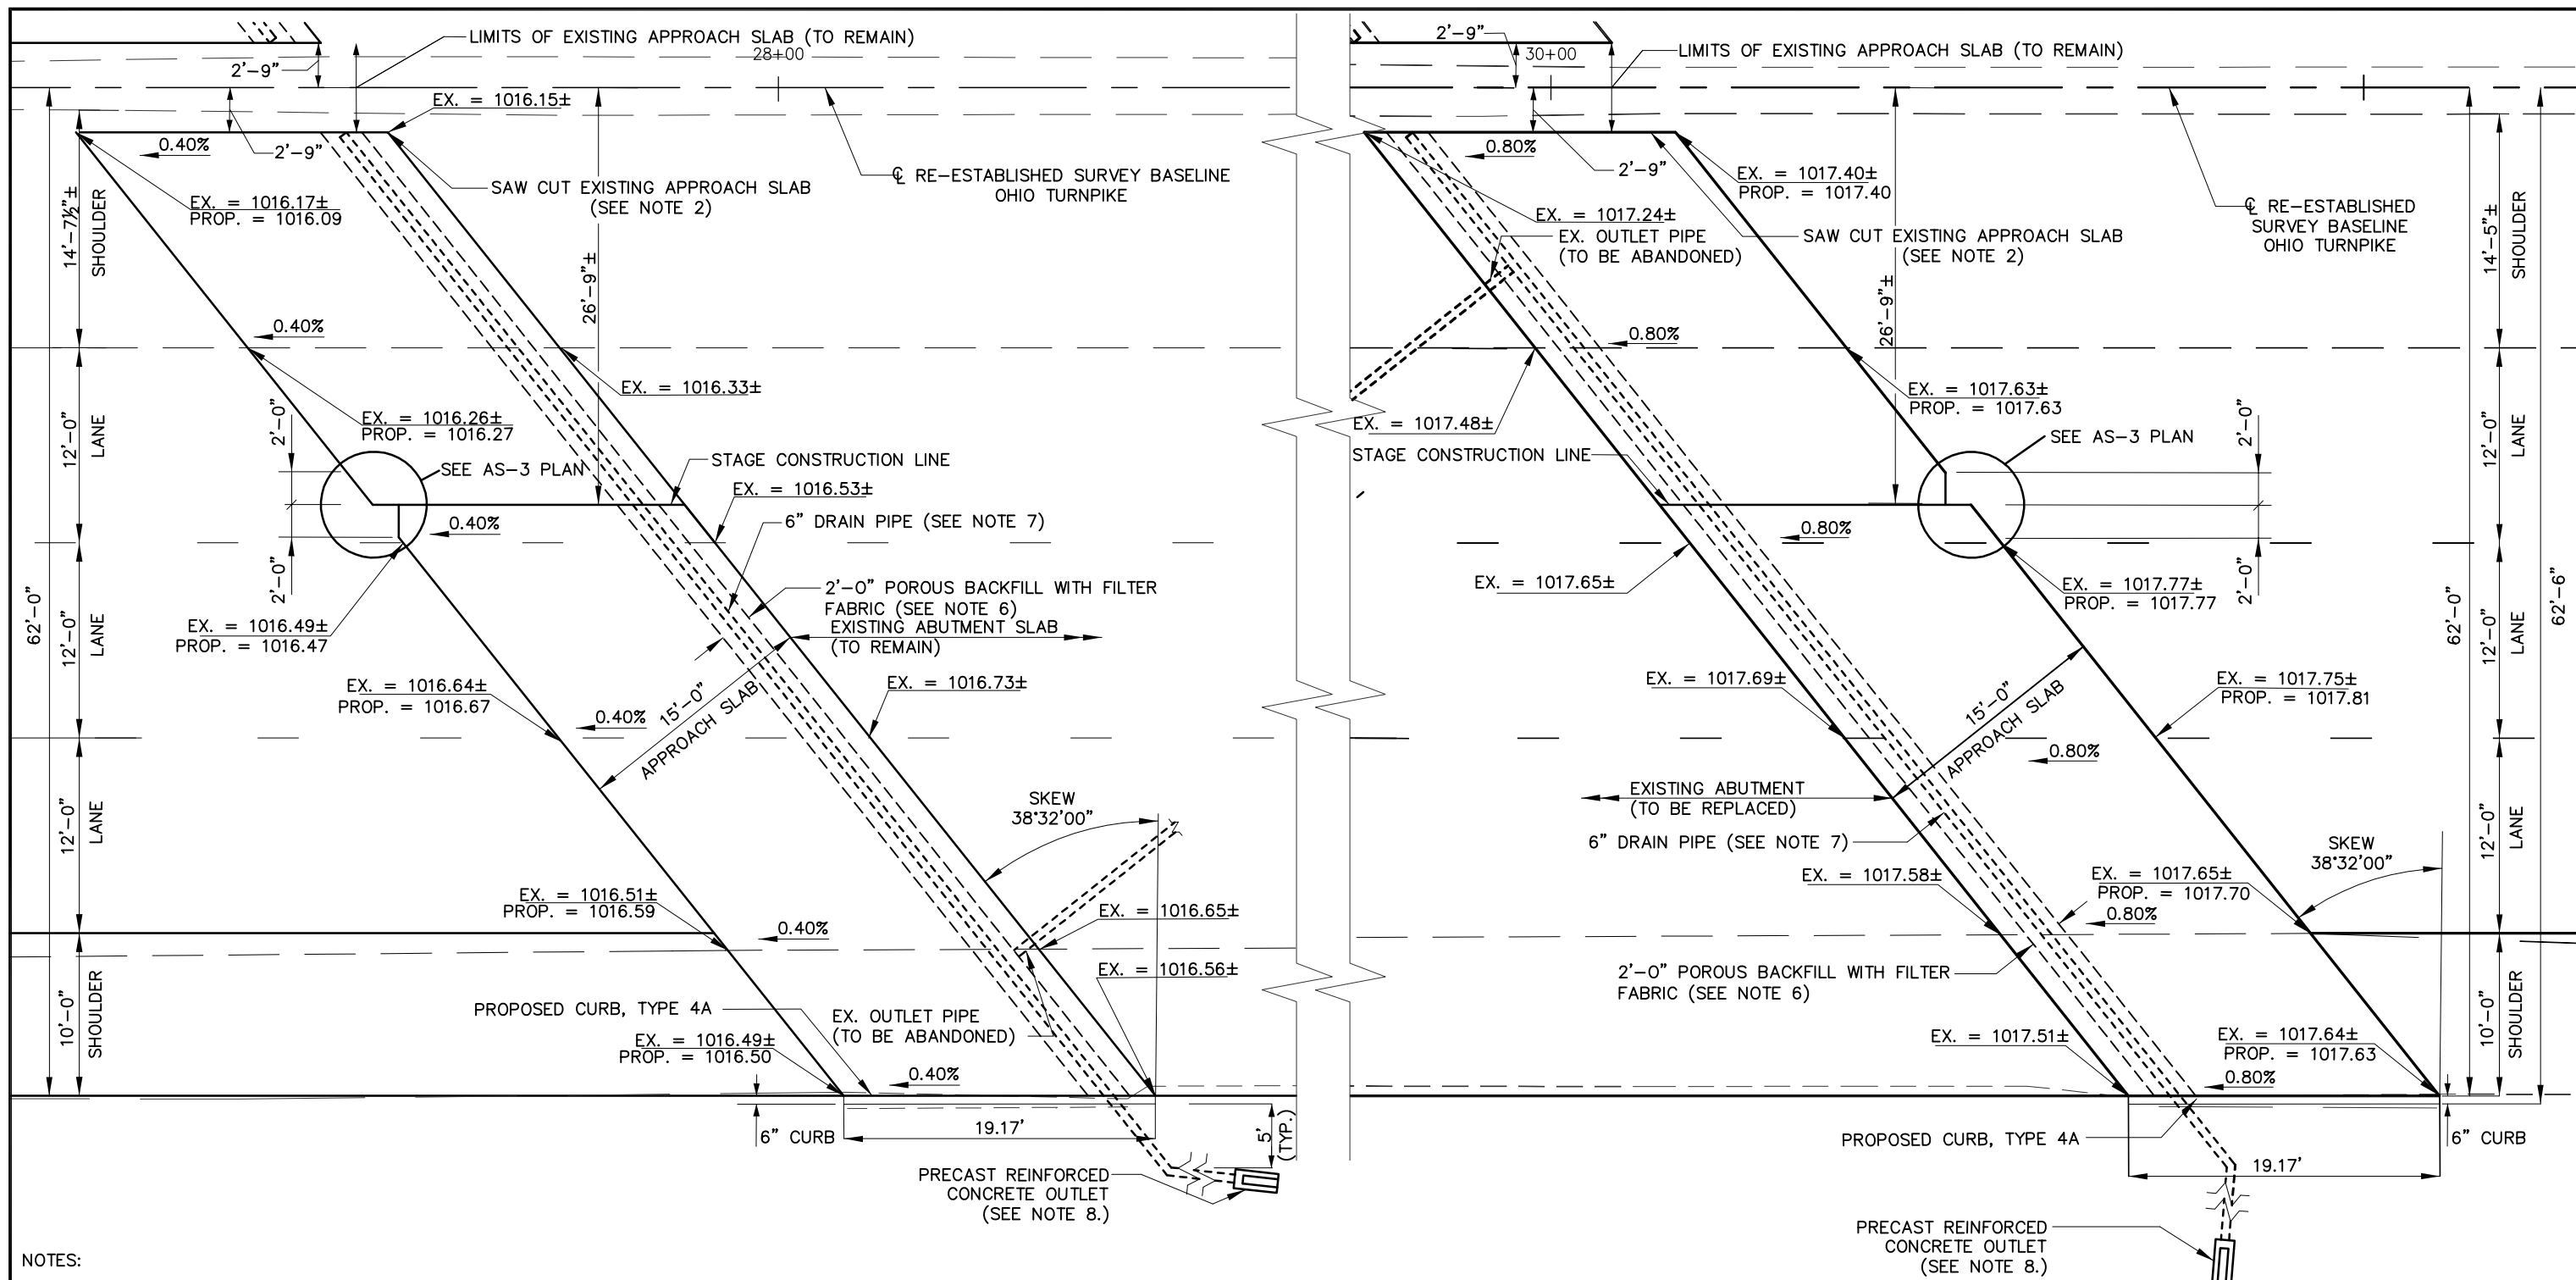 LIMITS OF EXISTING APPROACH SLAB (TO REMAIN)
28+00
2'-9"
EX. = 1016.15±
0.40%
2'-9"
℄ RE-ESTABLISHED SURVEY BASELINE
OHIO TURNPIKE
SAW CUT EXISTING APPROACH SLAB
(SEE NOTE 2)
EX. = 1016.17±
PROP. = 1016.09
14'-7½"±
SHOULDER
26'-9"±
0.40%
EX. = 1016.33±
EX. = 1016.26±
PROP. = 1016.27
2'-0"
12'-0"
LANE
SEE AS-3 PLAN
STAGE CONSTRUCTION LINE
EX. = 1016.53±
0.40%
6" DRAIN PIPE (SEE NOTE 7)
2'-0"
2'-0" POROUS BACKFILL WITH FILTER
FABRIC (SEE NOTE 6)
EXISTING ABUTMENT SLAB
(TO REMAIN)
62'-0"
12'-0"
LANE
EX. = 1016.49±
PROP. = 1016.47
EX. = 1016.64±
PROP. = 1016.67
EX. = 1016.73±
15'-0"
APPROACH SLAB
0.40%
SKEW
38°32'00"
12'-0"
LANE
EX. = 1016.51±
PROP. = 1016.59
0.40%
EX. = 1016.65±
EX. = 1016.56±
10'-0"
SHOULDER
PROPOSED CURB, TYPE 4A
EX. OUTLET PIPE
(TO BE ABANDONED)
EX. = 1016.49±
PROP. = 1016.50
0.40%
6" CURB
19.17'
5'
(TYP.)
PRECAST REINFORCED
CONCRETE OUTLET
(SEE NOTE 8.)
NOTES:
2'-9"
30+00
LIMITS OF EXISTING APPROACH SLAB (TO REMAIN)
0.80%
2'-9"
EX. = 1017.40±
PROP. = 1017.40
EX. = 1017.24±
EX. OUTLET PIPE
(TO BE ABANDONED)
SAW CUT EXISTING APPROACH SLAB
(SEE NOTE 2)
℄ RE-ESTABLISHED
SURVEY BASELINE
OHIO TURNPIKE
14'-5"±
SHOULDER
26'-9"±
0.80%
EX. = 1017.63±
PROP. = 1017.63
EX. = 1017.48±
STAGE CONSTRUCTION LINE
SEE AS-3 PLAN
2'-0"
12'-0"
LANE
0.80%
EX. = 1017.65±
EX. = 1017.77±
PROP. = 1017.77
2'-0"
62'-0"
12'-0"
LANE
62'-6"
EX. = 1017.69±
15'-0"
APPROACH SLAB
EX. = 1017.75±
PROP. = 1017.81
0.80%
EXISTING ABUTMENT
(TO BE REPLACED)
6" DRAIN PIPE (SEE NOTE 7)
SKEW
38°32'00"
12'-0"
LANE
EX. = 1017.58±
EX. = 1017.65±
PROP. = 1017.70
0.80%
2'-0" POROUS BACKFILL WITH FILTER
FABRIC (SEE NOTE 6)
10'-0"
SHOULDER
EX. = 1017.51±
EX. = 1017.64±
PROP. = 1017.63
0.80%
PROPOSED CURB, TYPE 4A
6" CURB
19.17'
PRECAST REINFORCED
CONCRETE OUTLET
(SEE NOTE 8.)